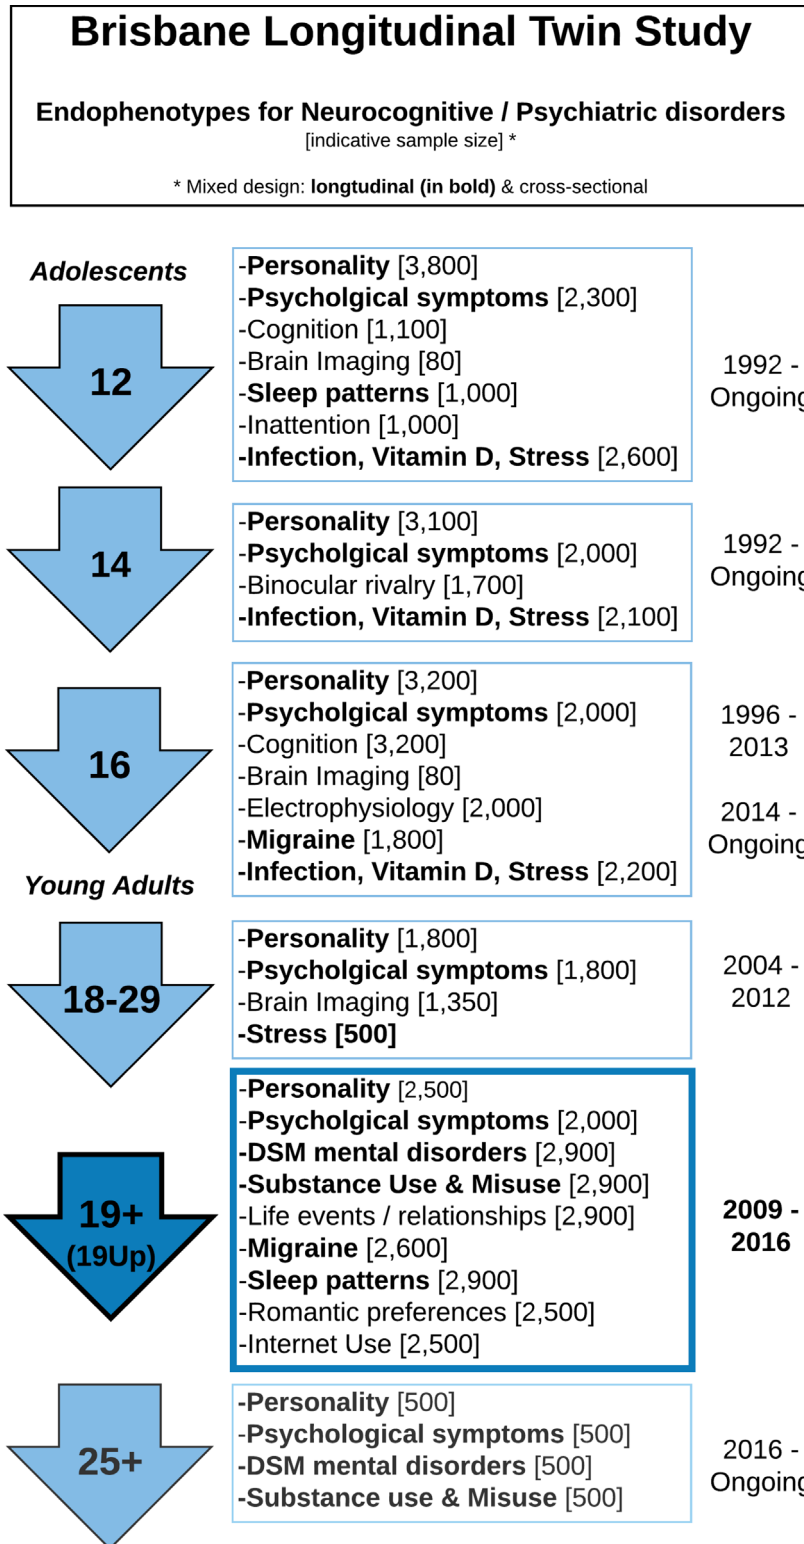 Brisbane Longitudinal Twin Study
Endophenotypes for Neurocognitive / Psychiatric disorders
[indicative sample size] *
* Mixed design: longtudinal (in bold) & cross-sectional
Adolescents
12
-Personality [3,800]
-Psycholgical symptoms [2,300]
-Cognition [1,100]
-Brain Imaging [80]
-Sleep patterns [1,000]
-Inattention [1,000]
-Infection, Vitamin D, Stress [2,600]
1992 -
Ongoing
14
-Personality [3,100]
-Psycholgical symptoms [2,000]
-Binocular rivalry [1,700]
-Infection, Vitamin D, Stress [2,100]
1992 -
Ongoing
16
-Personality [3,200]
-Psycholgical symptoms [2,000]
-Cognition [3,200]
-Brain Imaging [80]
-Electrophysiology [2,000]
-Migraine [1,800]
-Infection, Vitamin D, Stress [2,200]
1996 -
2013
2014 -
Ongoing
Young Adults
18-29
-Personality [1,800]
-Psycholgical symptoms [1,800]
-Brain Imaging [1,350]
-Stress [500]
2004 -
2012
19+
(19Up)
-Personality [2,500]
-Psycholgical symptoms [2,000]
-DSM mental disorders [2,900]
-Substance Use & Misuse [2,900]
-Life events / relationships [2,900]
-Migraine [2,600]
-Sleep patterns [2,900]
-Romantic preferences [2,500]
-Internet Use [2,500]
2009 -
2016
25+
-Personality [500]
-Psychological symptoms [500]
-DSM mental disorders [500]
-Substance use & Misuse [500]
2016 -
Ongoing